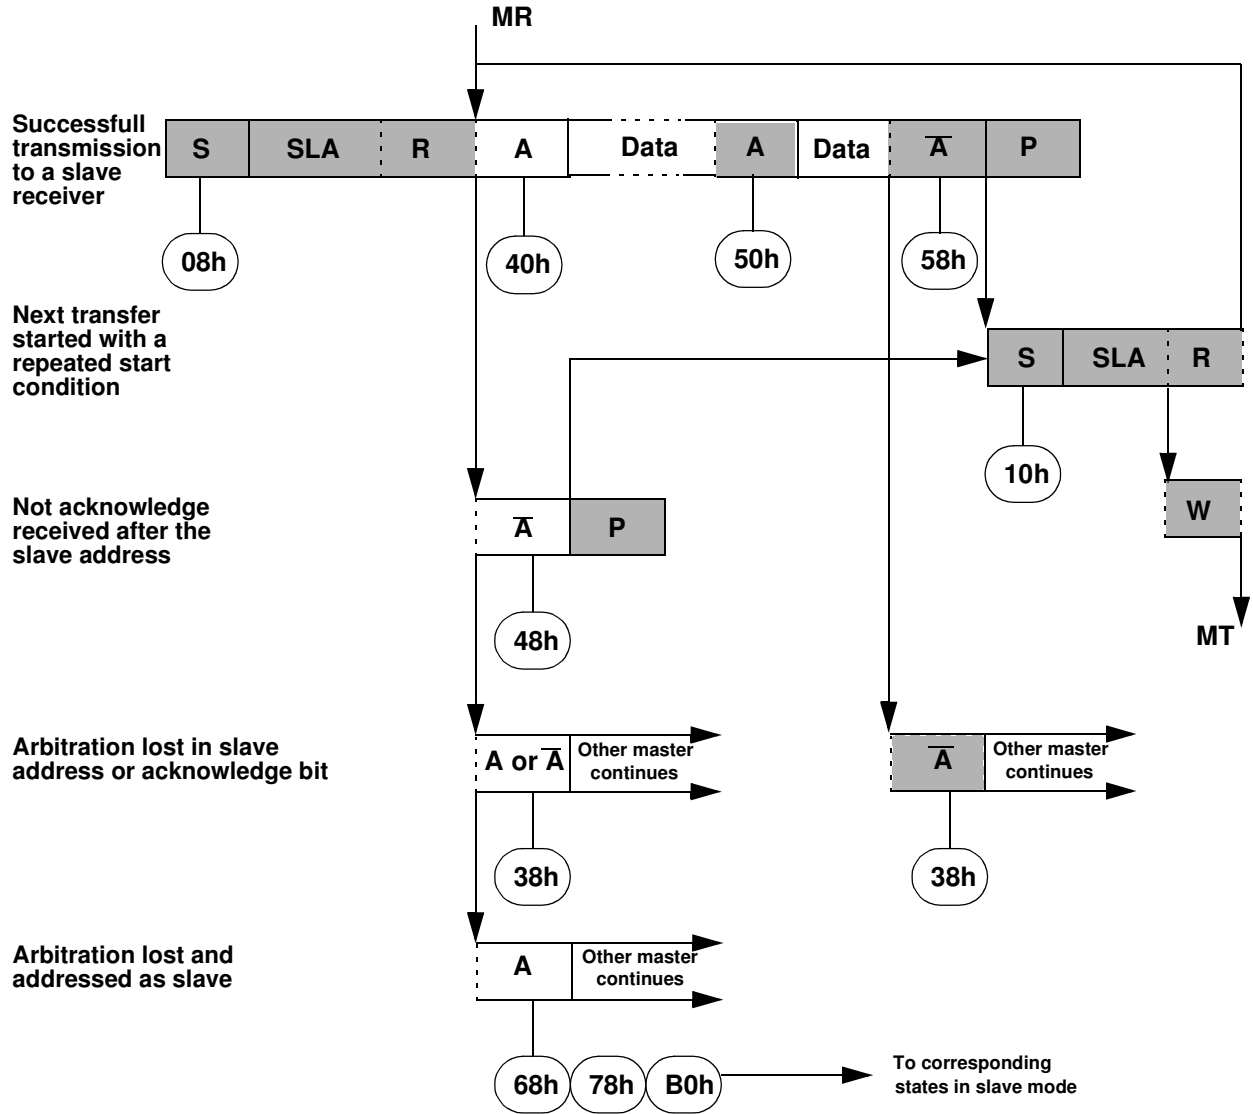 MR
Successfull
transmission
to a slave
receiver
S SLA R A Data A Data A̅ P
08h 40h 50h 58h
Next transfer
started with a
repeated start
condition
S SLA R
10h
Not acknowledge
received after the
slave address
A̅ P
W
48h
MT
Arbitration lost in slave
address or acknowledge bit
A or A̅
Other master
continues
A̅
Other master
continues
38h 38h
Arbitration lost and
addressed as slave
A
Other master
continues
68h 78h B0h
To corresponding
states in slave mode